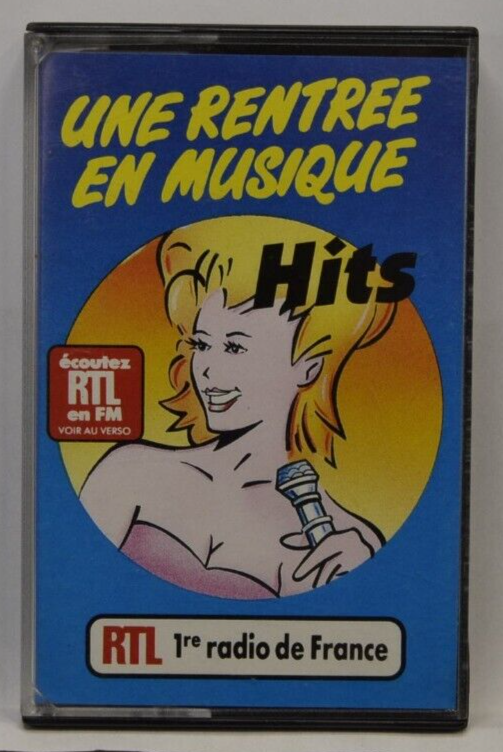 UNE RENTREE
EN MUSIQUE
Hits
écoutez
RTL
en FM
VOIR AU VERSO
RTL 1re radio de France